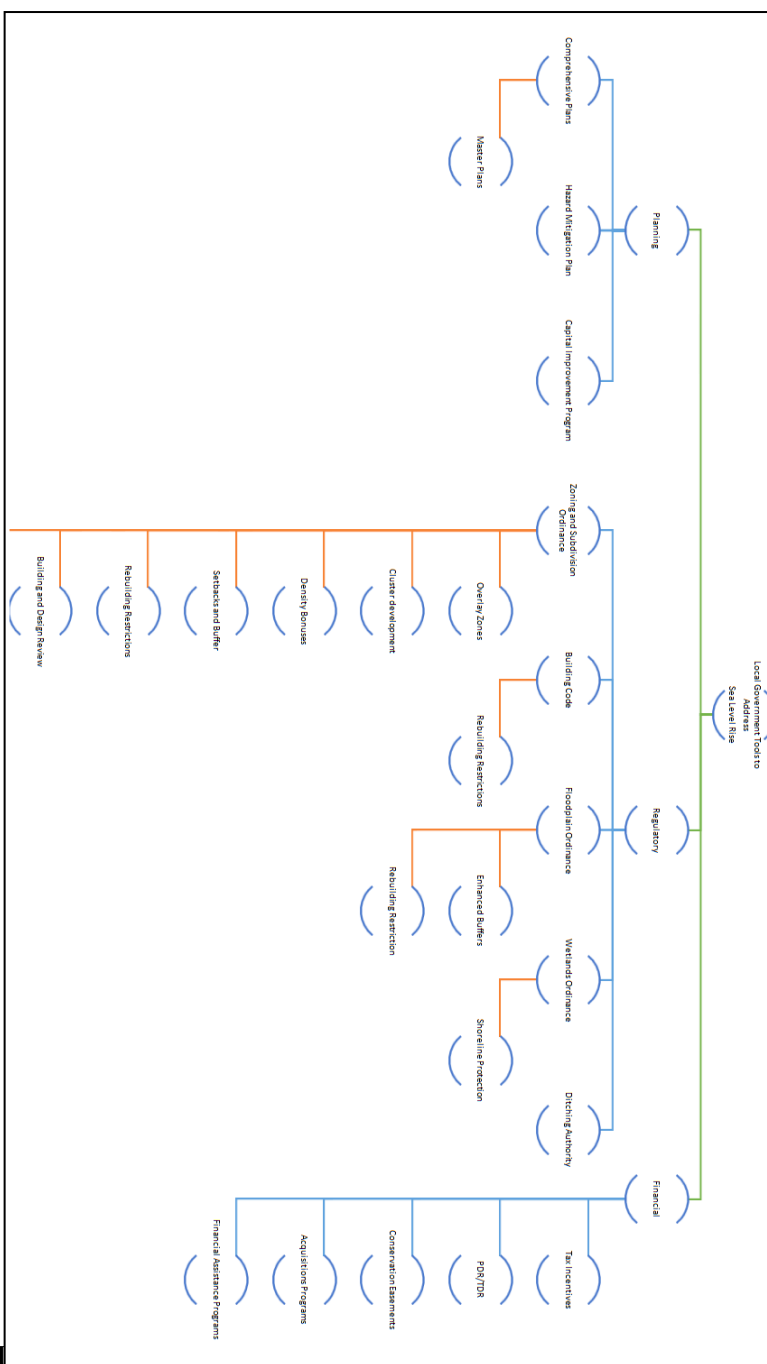 Local Government Tools to
Address
Sea Level Rise
Planning
Comprehensive Plans
Master Plans
Hazard Mitigation Plan
Capital Improvement Program
Regulatory
Zoning and Subdivision
Ordinance
Overlay Zones
Cluster development
Density Bonuses
Setbacks and Buffer
Rebuilding Restrictions
Building and Design Review
Building Code
Rebuilding Restrictions
Floodplain Ordinance
Enhanced Buffers
Rebuilding Restriction
Wetlands Ordinance
Shoreline Protection
Ditching Authority
Financial
Tax Incentives
PDR/TDR
Conservation Easements
Acquisitions Programs
Financial Assistance Programs